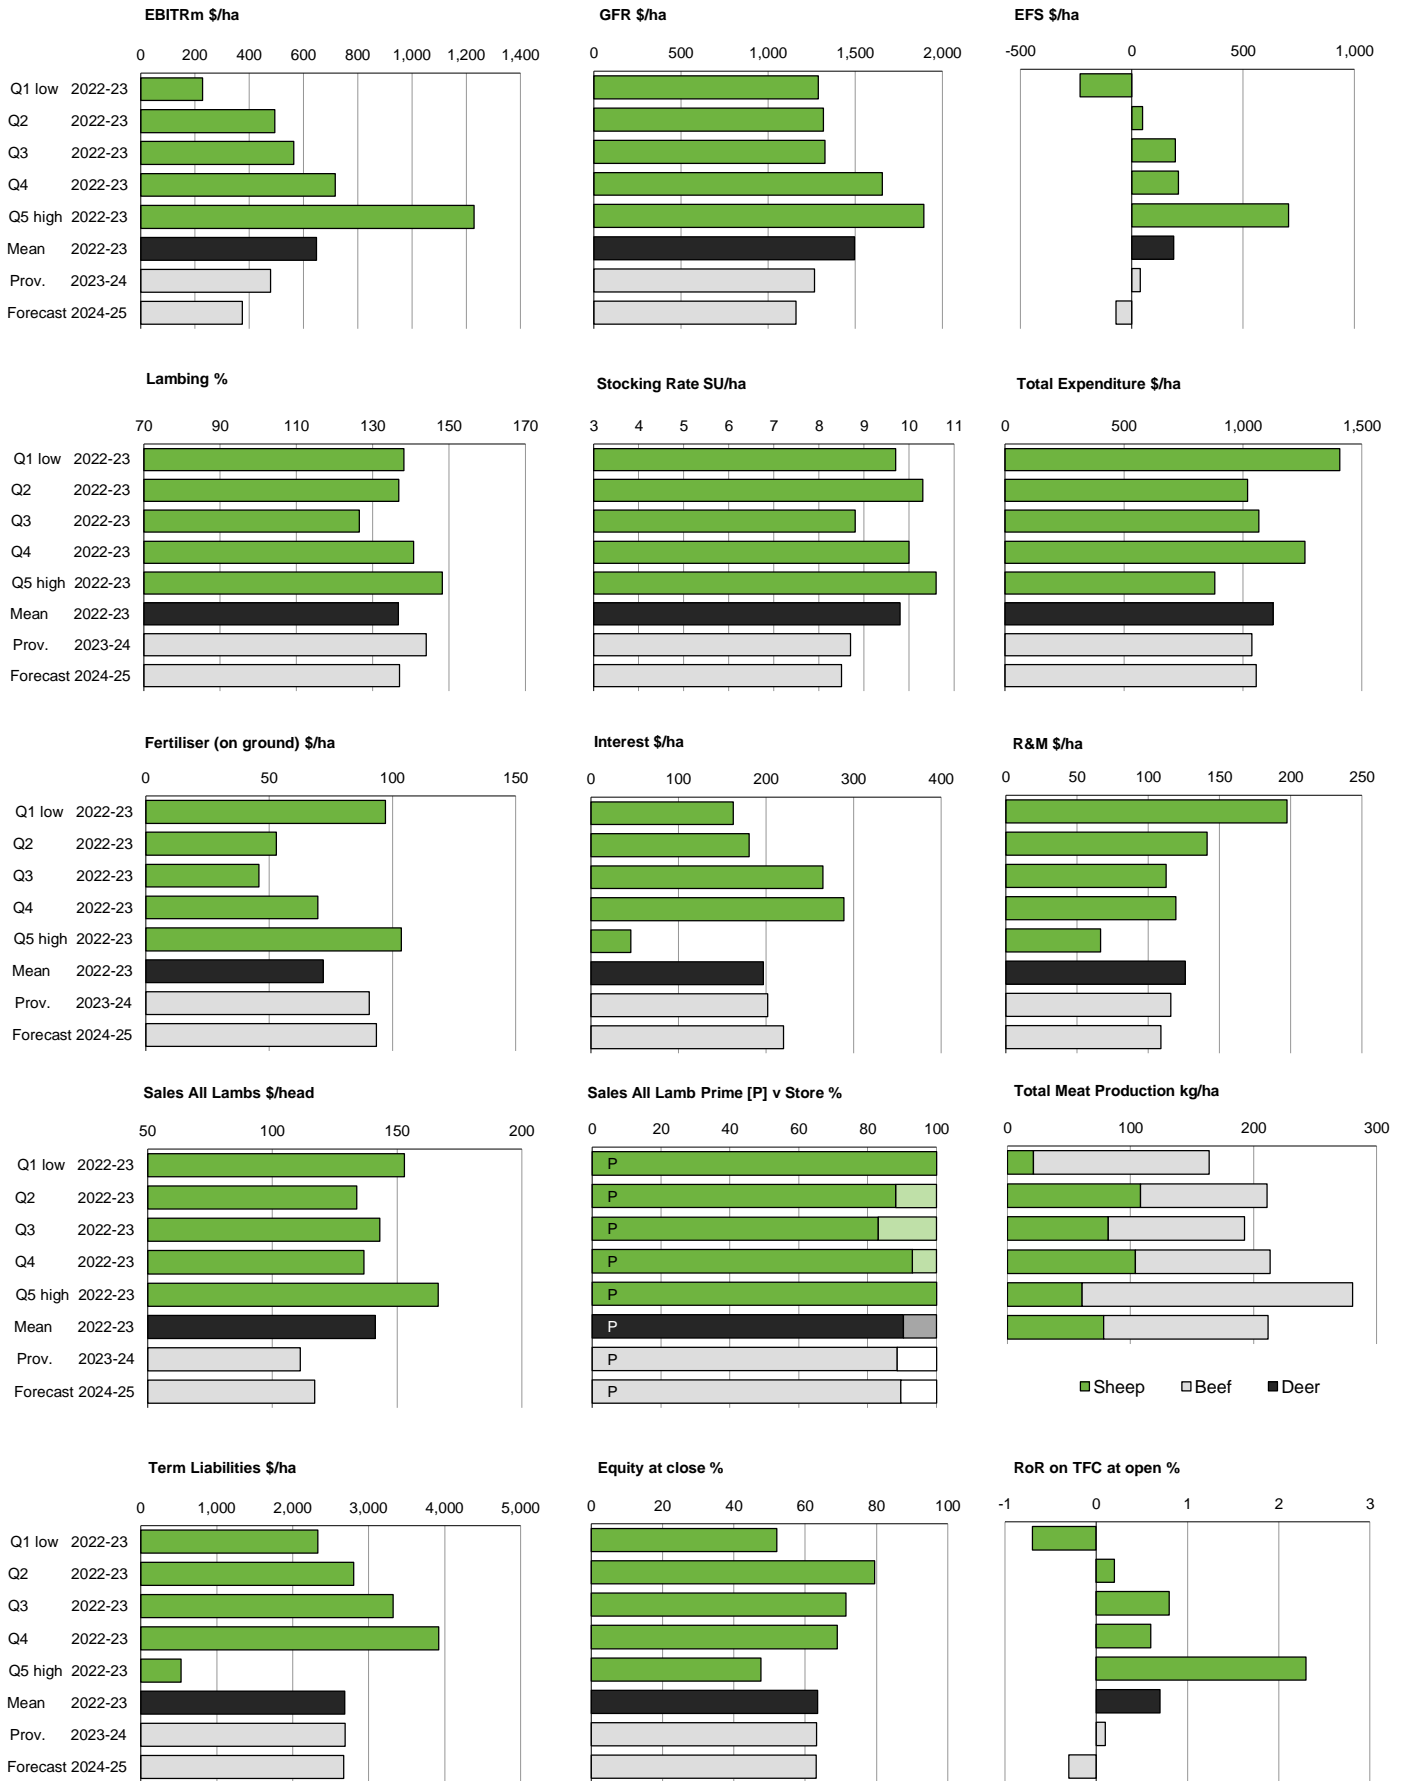 EBITRm $/ha
0 200 400 600 800 1,000 1,200 1,400
Q1 low 2022-23
Q2 2022-23
Q3 2022-23
Q4 2022-23
Q5 high 2022-23
Mean 2022-23
Prov. 2023-24
Forecast 2024-25
GFR $/ha
0 500 1,000 1,500 2,000
EFS $/ha
-500 0 500 1,000
Lambing %
70 90 110 130 150 170
Q1 low 2022-23
Q2 2022-23
Q3 2022-23
Q4 2022-23
Q5 high 2022-23
Mean 2022-23
Prov. 2023-24
Forecast 2024-25
Stocking Rate SU/ha
3 4 5 6 7 8 9 10 11
Total Expenditure $/ha
0 500 1,000 1,500
Fertiliser (on ground) $/ha
0 50 100 150
Q1 low 2022-23
Q2 2022-23
Q3 2022-23
Q4 2022-23
Q5 high 2022-23
Mean 2022-23
Prov. 2023-24
Forecast 2024-25
Interest $/ha
0 100 200 300 400
R&M $/ha
0 50 100 150 200 250
Sales All Lambs $/head
50 100 150 200
Q1 low 2022-23
Q2 2022-23
Q3 2022-23
Q4 2022-23
Q5 high 2022-23
Mean 2022-23
Prov. 2023-24
Forecast 2024-25
Sales All Lamb Prime [P] v Store %
0 20 40 60 80 100
P
P
P
P
P
P
P
P
Total Meat Production kg/ha
0 100 200 300
Sheep Beef Deer
Term Liabilities $/ha
0 1,000 2,000 3,000 4,000 5,000
Q1 low 2022-23
Q2 2022-23
Q3 2022-23
Q4 2022-23
Q5 high 2022-23
Mean 2022-23
Prov. 2023-24
Forecast 2024-25
Equity at close %
0 20 40 60 80 100
RoR on TFC at open %
-1 0 1 2 3